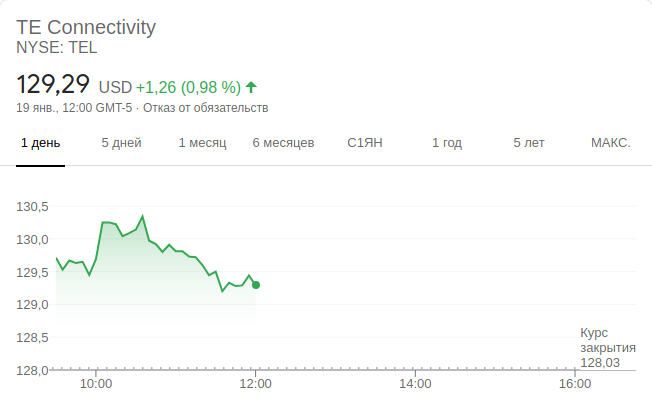 TE Connectivity
NYSE: TEL
129,29 USD +1,26 (0,98 %)
19 янв., 12:00 GMT-5 · Отказ от обязательств
1 день 5 дней 1 месяц 6 месяцев С1ЯН 1 год 5 лет МАКС.
130,5
130,0
129,5
129,0
128,5
Курс
закрытия
128,03
128,0
10:00 12:00 14:00 16:00